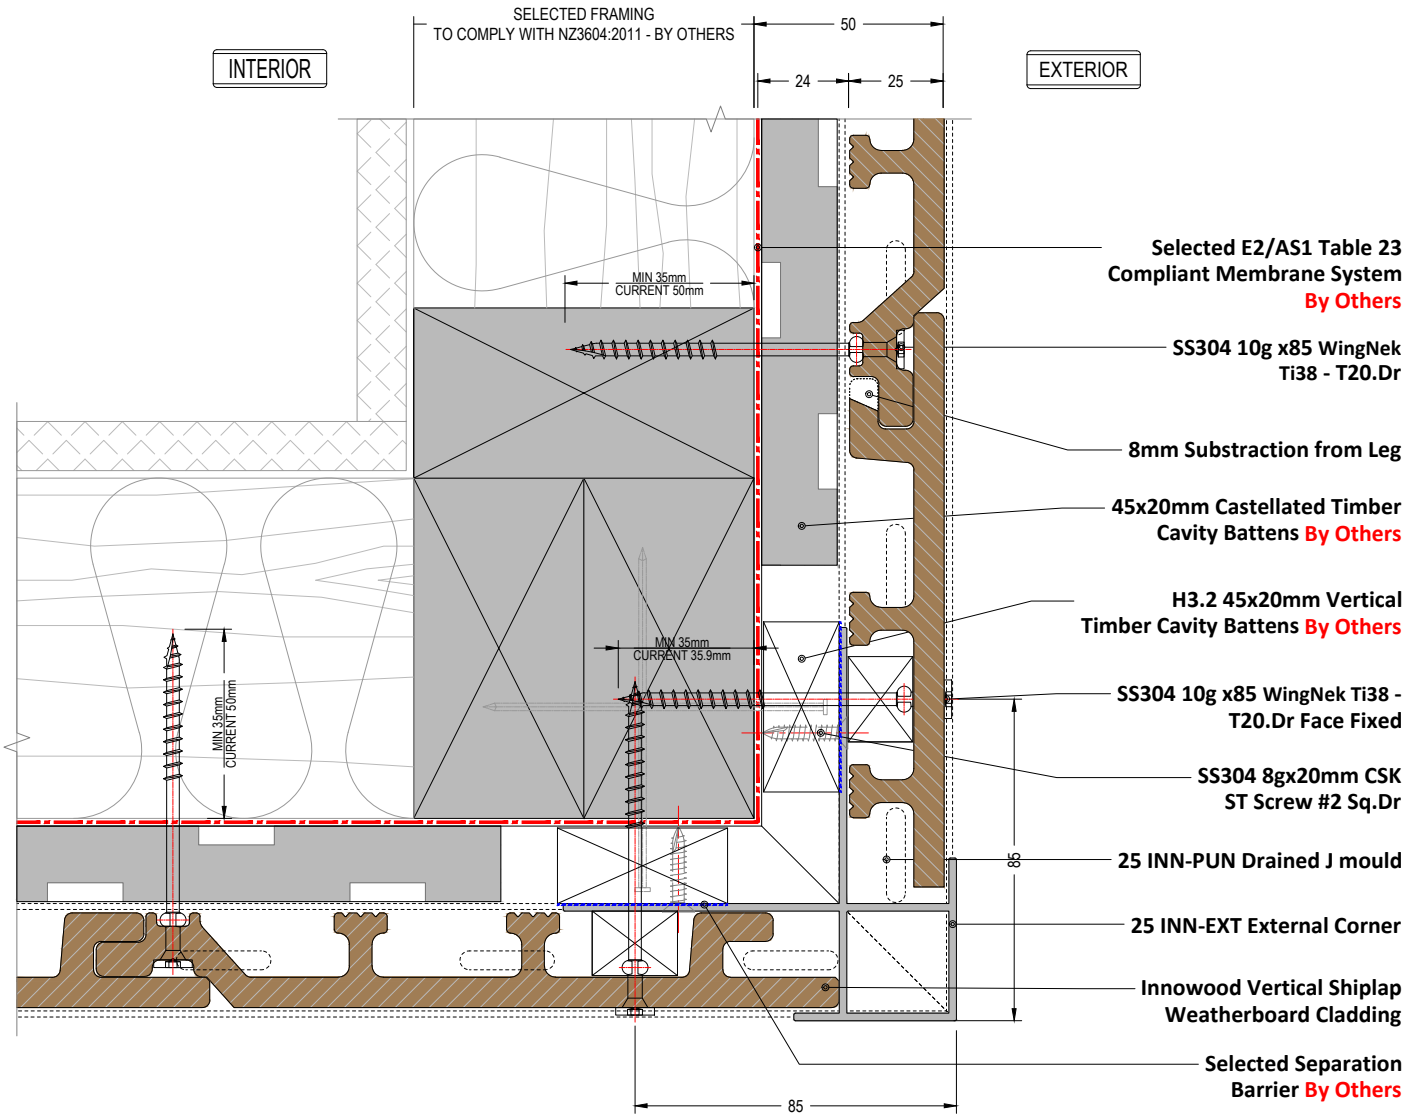 SELECTED FRAMING
TO COMPLY WITH NZ3604:2011 - BY OTHERS
50
INTERIOR
EXTERIOR
24
25
Selected E2/AS1 Table 23
Compliant Membrane System
By Others
MIN 35mm
CURRENT 50mm
SS304 10g x85 WingNek
Ti38 - T20.Dr
8mm Substraction from Leg
45x20mm Castellated Timber
Cavity Battens By Others
H3.2 45x20mm Vertical
Timber Cavity Battens By Others
MIN 35mm
CURRENT 35.9mm
MIN 35mm
CURRENT 50mm
SS304 10g x85 WingNek Ti38 -
T20.Dr Face Fixed
SS304 8gx20mm CSK
ST Screw #2 Sq.Dr
85
25 INN-PUN Drained J mould
25 INN-EXT External Corner
Innowood Vertical Shiplap
Weatherboard Cladding
Selected Separation
Barrier By Others
85